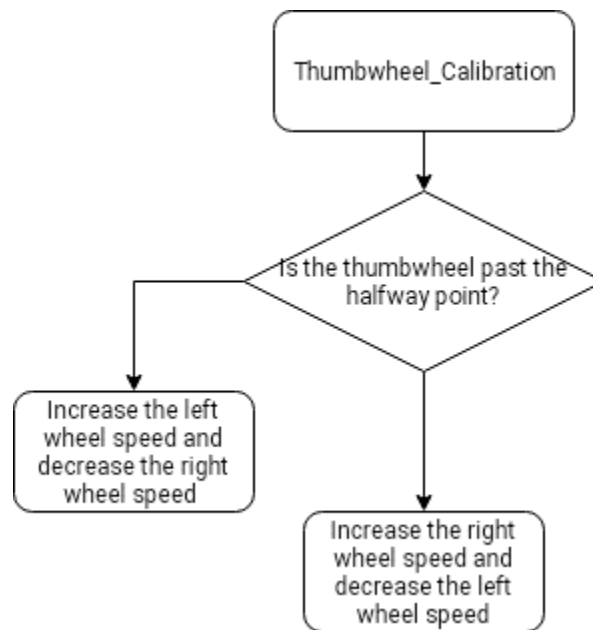 Thumbwheel_Calibration
Is the thumbwheel past the
halfway point?
Increase the left
wheel speed and
decrease the right
wheel speed
Increase the right
wheel speed and
decrease the left
wheel speed